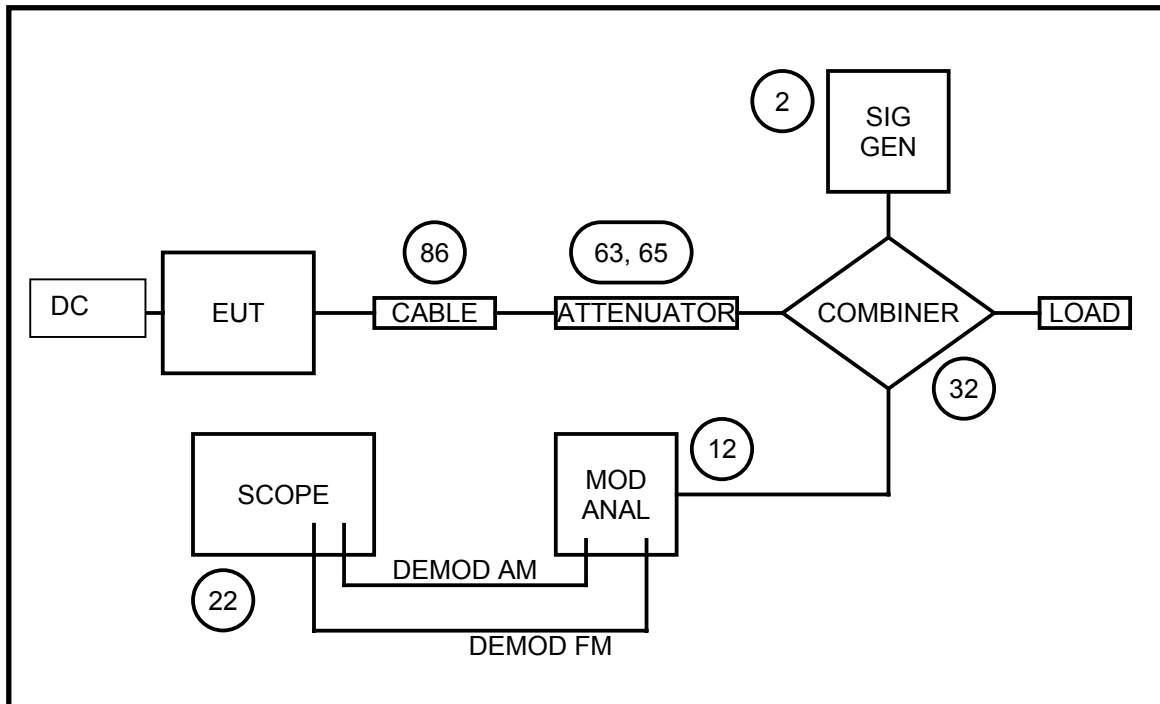 2
SIG
GEN
86
63, 65
DC
EUT
CABLE
ATTENUATOR
COMBINER
LOAD
32
12
SCOPE
MOD
ANAL
DEMOD AM
22
DEMOD FM